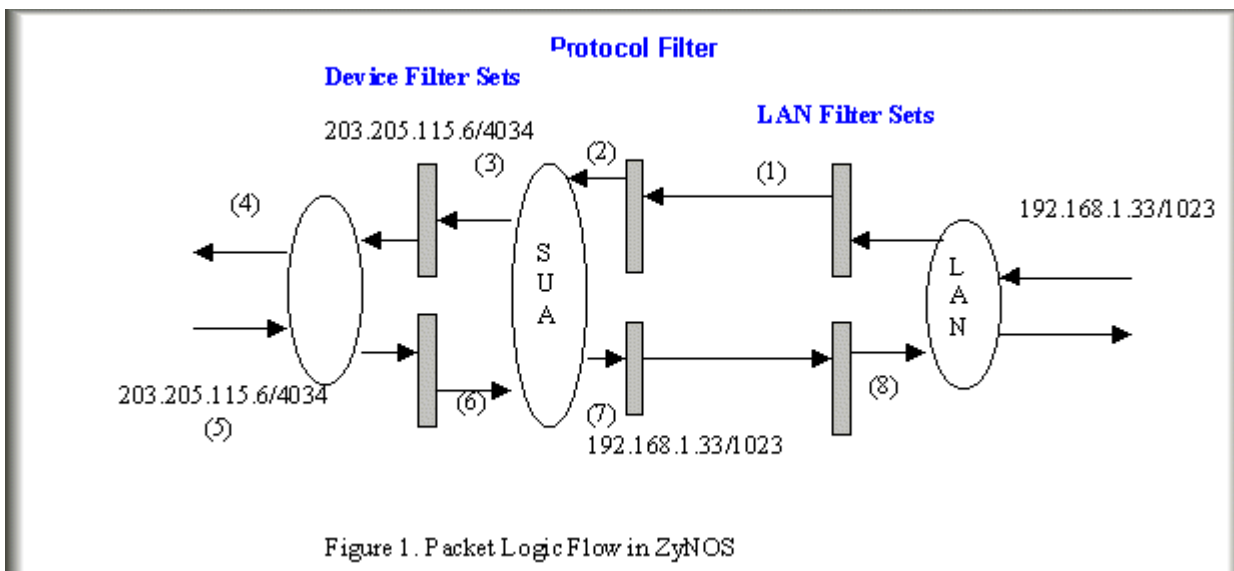 Protocol Filter
Device Filter Sets
LAN Filter Sets
203.205.115.6/4034
(3)
(2)
(1)
(4)
192.168.1.33/1023
S
U
A
L
A
N
203.205.115.6/4034
(5)
(6)
(7)
(8)
192.168.1.33/1023
Figure 1. Packet Logic Flow in ZyNOS